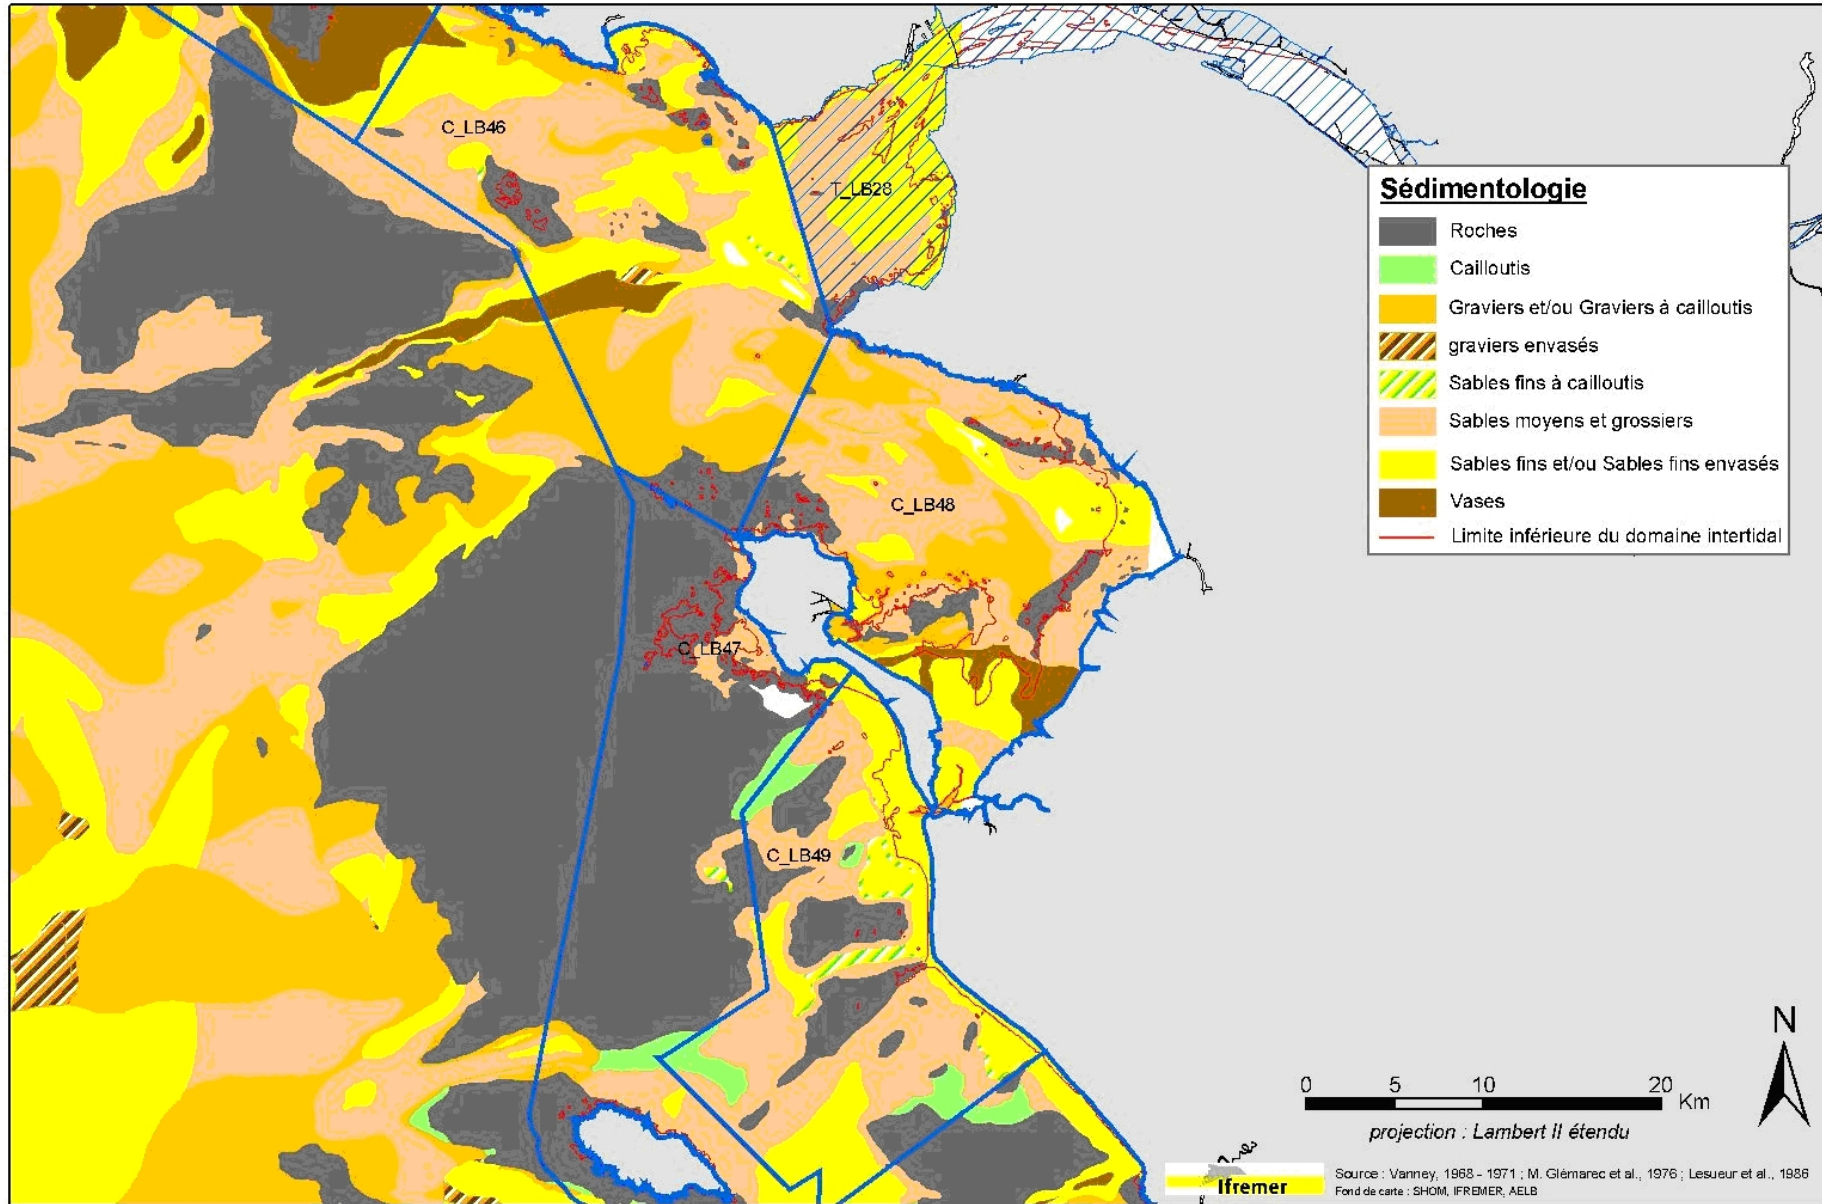 C_LB46
T_LB28
Sédimentologie
Roches
Cailloutis
Graviers et/ou Graviers à cailloutis
graviers envasés
Sables fins à cailloutis
Sables moyens et grossiers
Sables fins et/ou Sables fins envasés
Vases
Limite inférieure du domaine intertidal
C_LB48
C_LB47
C_LB49
N
0 5 10 20
Km
projection : Lambert II étendu
Ifremer
Source : Vanney, 1968 - 1971 ; M. Glémarec et al., 1976 ; Lesueur et al., 1986
Fond de carte : SHOM, IFREMER, AELB